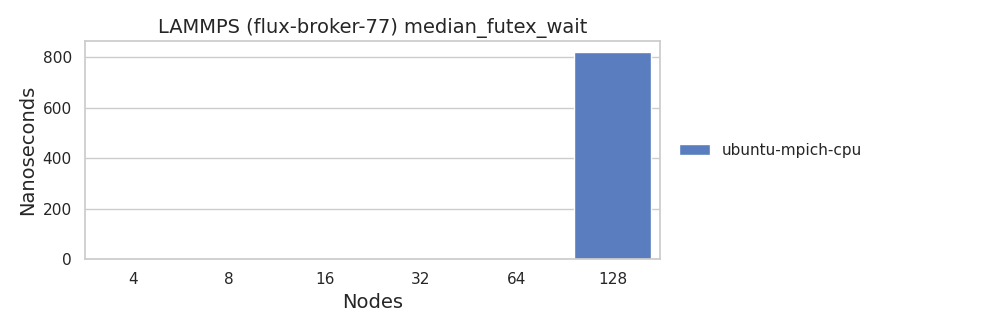 LAMMPS (flux-broker-77) median_futex_wait
Nanoseconds
800
600
400
200
0
4 8 16 32 64 128
Nodes
ubuntu-mpich-cpu